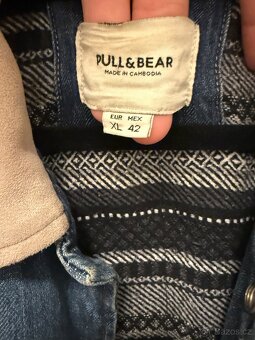 PULL&BEAR
MADE IN CAMBODIA
EUR MEX
XL 42